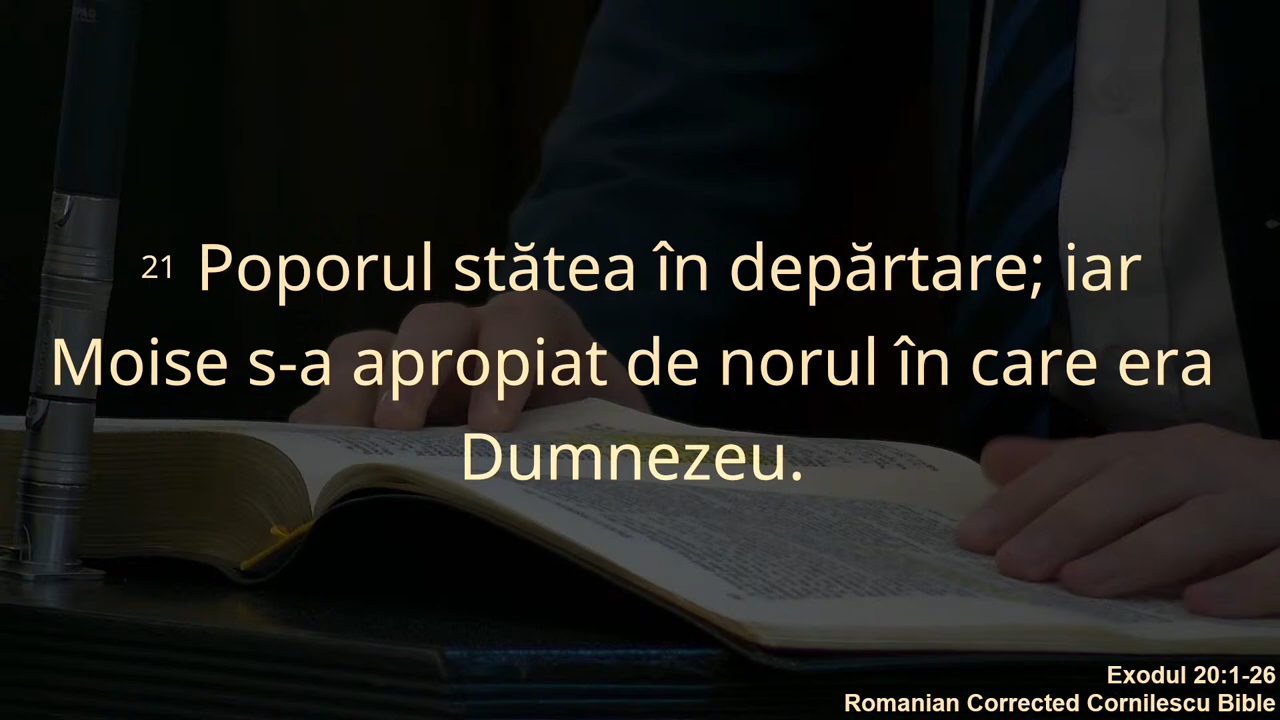 21 Poporul stătea în depărtare; iar
Moise s-a apropiat de norul în care era
Dumnezeu.
Exodul 20:1-26
Romanian Corrected Cornilescu Bible